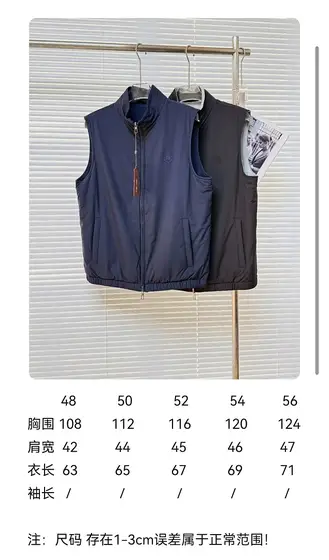 48 50 52 54 56
胸围 108 112 116 120 124
肩宽 42 44 45 46 47
衣长 63 65 67 69 71
袖长 / / / / /
注：尺码 存在1-3cm误差属于正常范围！